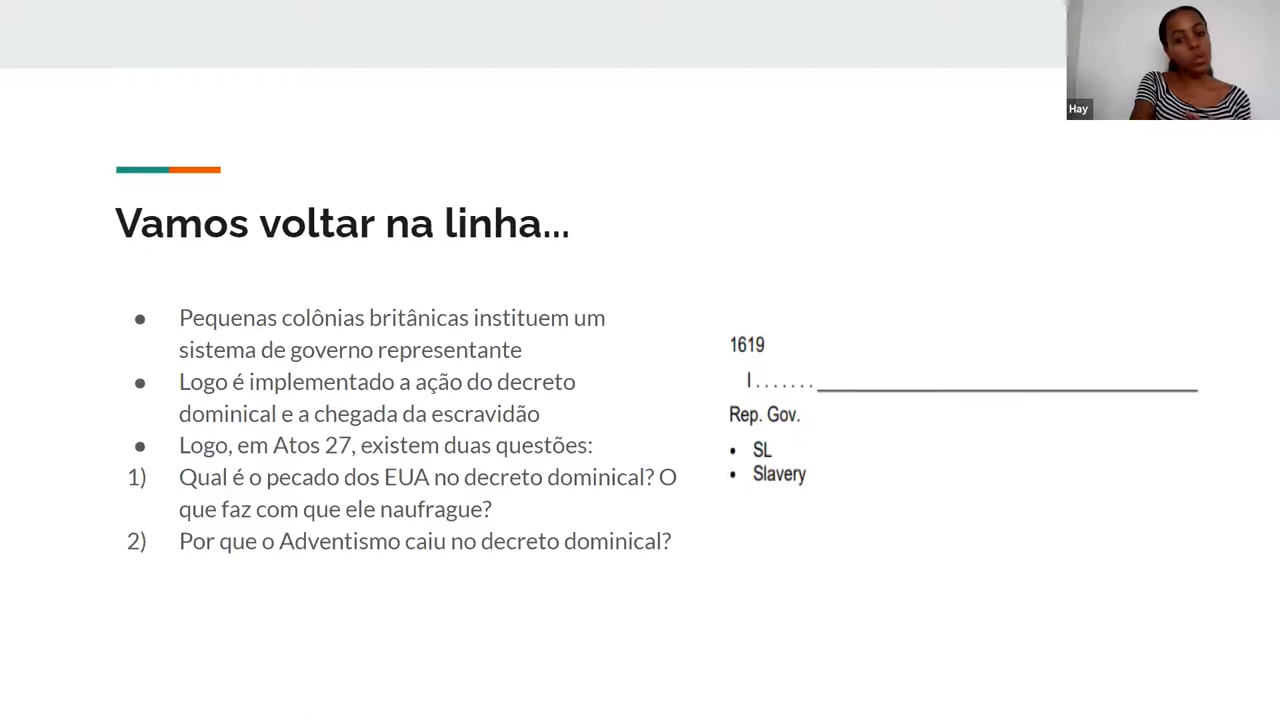 Hay
Vamos voltar na linha...
● Pequenas colônias britânicas instituem um
sistema de governo representante
● Logo é implementado a ação do decreto
dominical e a chegada da escravidão
● Logo, em Atos 27, existem duas questões:
1) Qual é o pecado dos EUA no decreto dominical? O
que faz com que ele naufrague?
2) Por que o Adventismo caiu no decreto dominical?
1619
I.......
Rep. Gov.
• SL
• Slavery